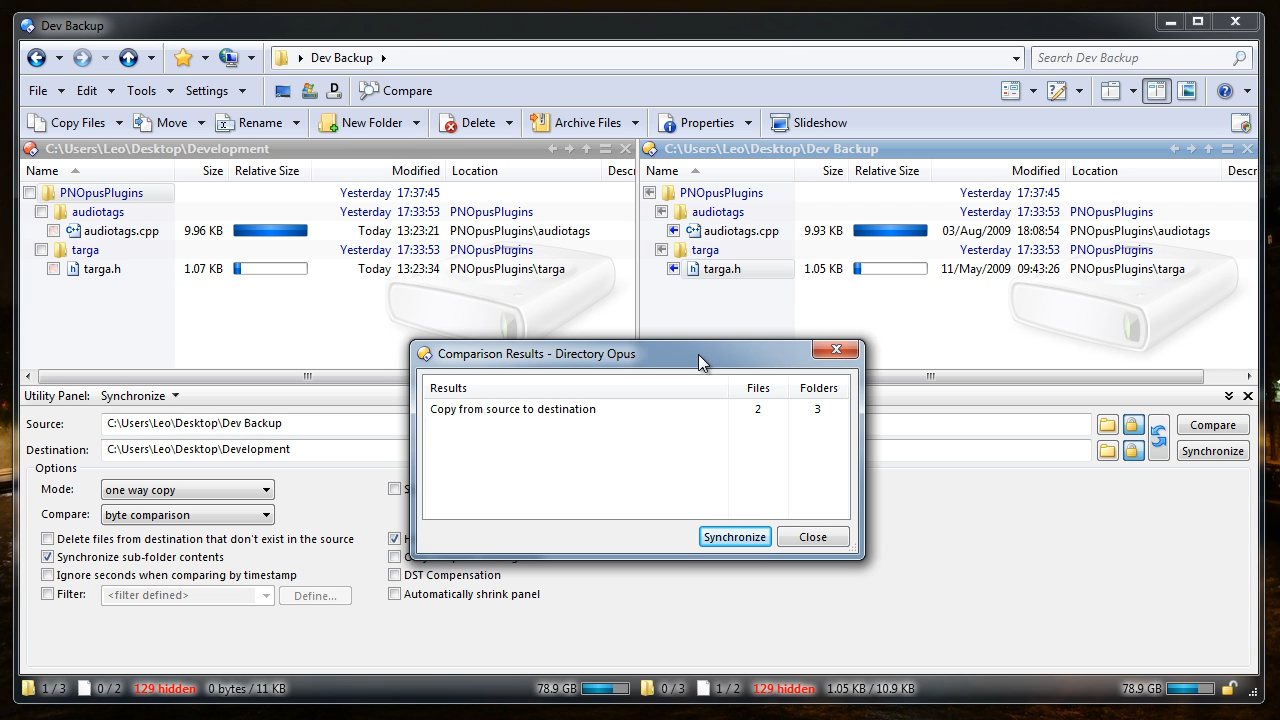 Dev Backup
Dev Backup
Search Dev Backup
File Edit Tools Settings Compare
Copy Files Move Rename New Folder Delete Archive Files Properties Slideshow
C:\Users\Leo\Desktop\Development
Name Size Relative Size Modified Location Descr
PNOpusPlugins Yesterday 17:37:45
audiotags Yesterday 17:33:53 PNOpusPlugins
audiotags.cpp 9.96 KB Today 13:23:21 PNOpusPlugins\audiotags
targa Yesterday 17:33:53 PNOpusPlugins
targa.h 1.07 KB Today 13:23:34 PNOpusPlugins\targa
C:\Users\Leo\Desktop\Dev Backup
Name Size Relative Size Modified Location Descr
PNOpusPlugins Yesterday 17:37:45
audiotags Yesterday 17:33:53 PNOpusPlugins
audiotags.cpp 9.93 KB 03/Aug/2009 18:08:54 PNOpusPlugins\audiotags
targa Yesterday 17:33:53 PNOpusPlugins
targa.h 1.05 KB 11/May/2009 09:43:26 PNOpusPlugins\targa
Comparison Results - Directory Opus
Results Files Folders
Copy from source to destination 2 3
Synchronize Close
Utility Panel: Synchronize
Source: C:\Users\Leo\Desktop\Dev Backup Compare
Destination: C:\Users\Leo\Desktop\Development Synchronize
Options
Mode: one way copy
Compare: byte comparison
Delete files from destination that don't exist in the source
Synchronize sub-folder contents
Ignore seconds when comparing by timestamp DST Compensation
Filter: <filter defined> Define... Automatically shrink panel
1 / 3 0 / 2 129 hidden 0 bytes / 11 KB 78.9 GB 0 / 3 1 / 2 129 hidden 1.05 KB / 10.9 KB 78.9 GB